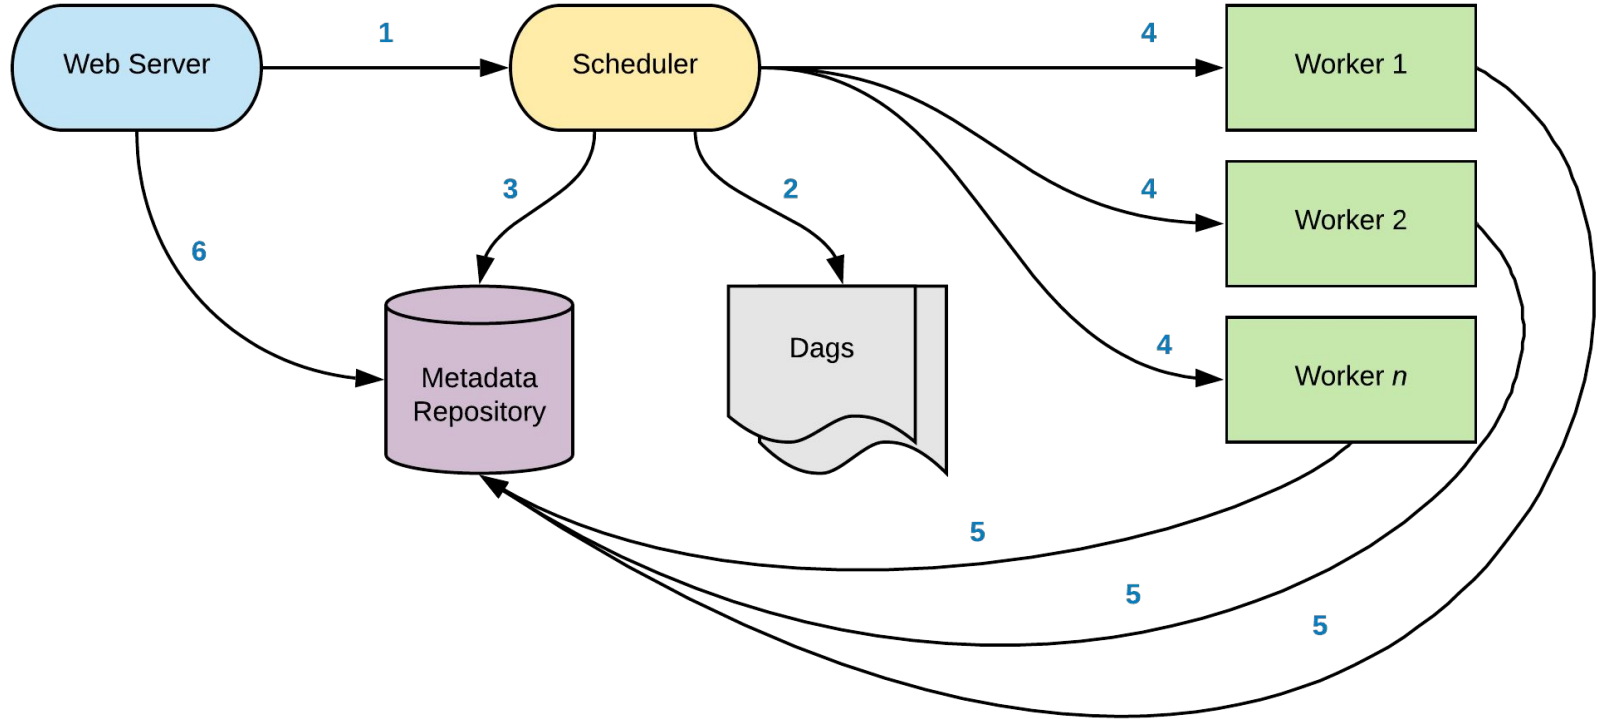 Web Server
1
Scheduler
4
Worker 1
3
2
4
Worker 2
6
Dags
4
Worker n
Metadata
Repository
5
5
5